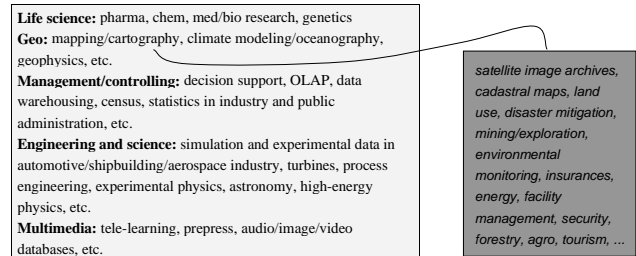 Life science: pharma, chem, med/bio research, genetics
Geo: mapping/cartography, climate modeling/oceanography,
geophysics, etc.
Management/controlling: decision support, OLAP, data
warehousing, census, statistics in industry and public
administration, etc.
Engineering and science: simulation and experimental data in
automotive/shipbuilding/aerospace industry, turbines, process
engineering, experimental physics, astronomy, high-energy
physics, etc.
Multimedia: tele-learning, prepress, audio/image/video
databases, etc.
satellite image archives,
cadastral maps, land
use, disaster mitigation,
mining/exploration,
environmental
monitoring, insurances,
energy, facility
management, security,
forestry, agro, tourism, ...